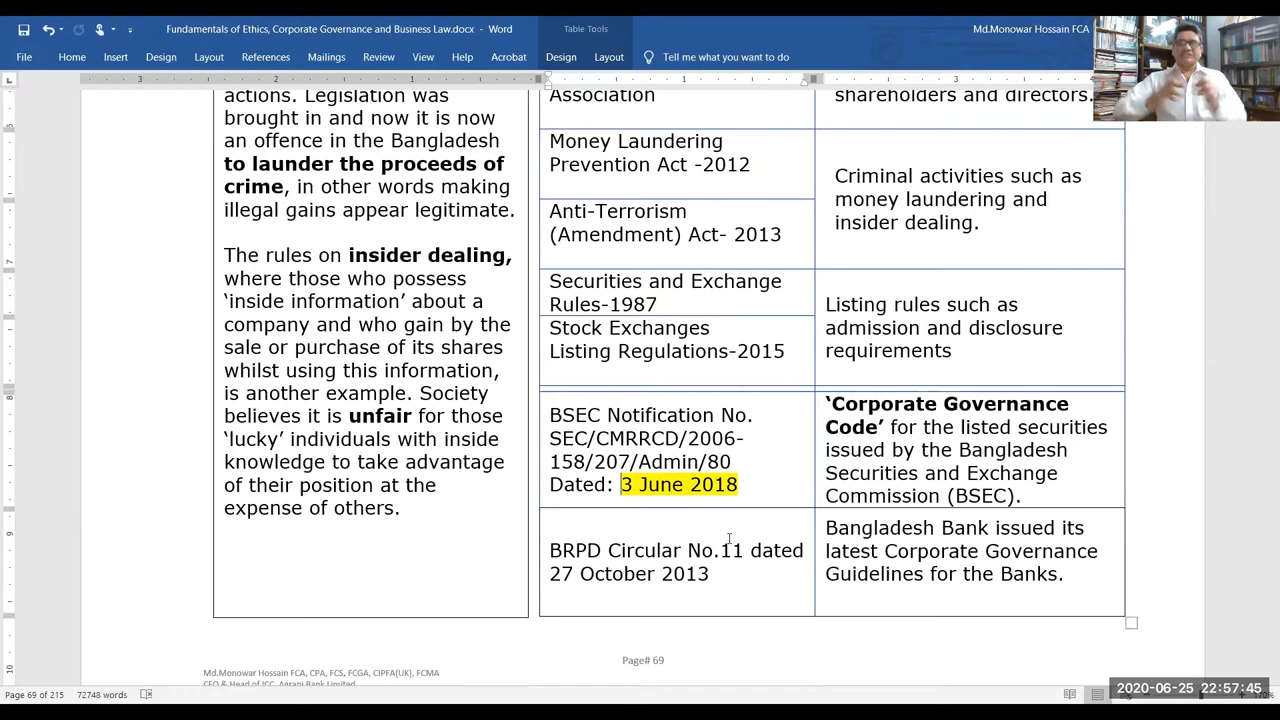 Fundamentals of Ethics, Corporate Governance and Business Law.docx - Word
Table Tools
Md.Monowar Hossain FCA
File Home Insert Design Layout References Mailings Review View Help Acrobat Design Layout Tell me what you want to do
3 2 1 1 3
actions. Legislation was
brought in and now it is now
an offence in the Bangladesh
to launder the proceeds of
crime, in other words making
illegal gains appear legitimate.
The rules on insider dealing,
where those who possess
‘inside information’ about a
company and who gain by the
sale or purchase of its shares
whilst using this information,
is another example. Society
believes it is unfair for those
‘lucky’ individuals with inside
knowledge to take advantage
of their position at the
expense of others.
Association
shareholders and directors.
Money Laundering
Prevention Act -2012
Anti-Terrorism
(Amendment) Act- 2013
Criminal activities such as
money laundering and
insider dealing.
Securities and Exchange
Rules-1987
Stock Exchanges
Listing Regulations-2015
Listing rules such as
admission and disclosure
requirements
BSEC Notification No.
SEC/CMRRCD/2006-
158/207/Admin/80
Dated: 3 June 2018
‘Corporate Governance
Code’ for the listed securities
issued by the Bangladesh
Securities and Exchange
Commission (BSEC).
BRPD Circular No.11 dated
27 October 2013
Bangladesh Bank issued its
latest Corporate Governance
Guidelines for the Banks.
Page# 69
Md.Monowar Hossain FCA, CPA, FCS, FCGA, CIPFA(UK), FCMA
CFO & Head of ICC, Agrani Bank Limited
Page 69 of 215 72748 words
2020-06-25 22:57:45